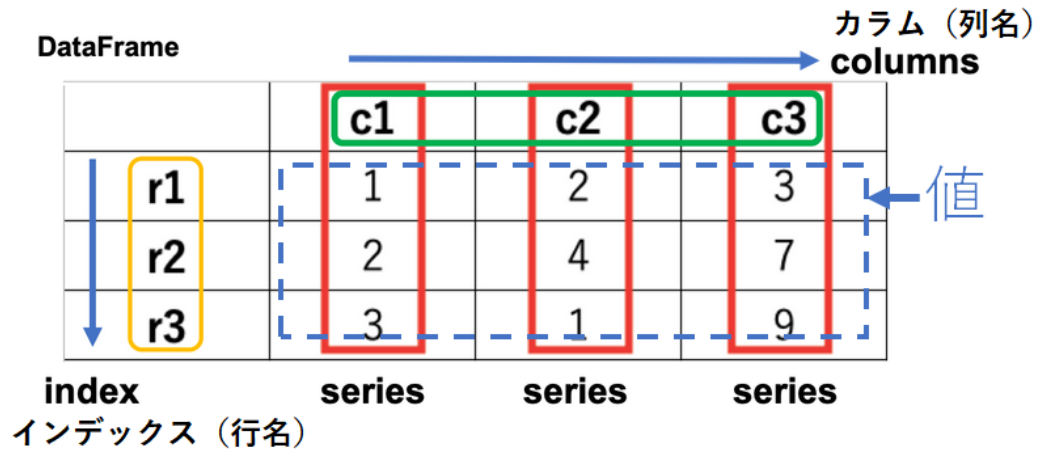 カラム（列名）
DataFrame
columns
c1 c2 c3
r1 1 2 3
値
r2 2 4 7
r3 3 1 9
index series series series
インデックス（行名）